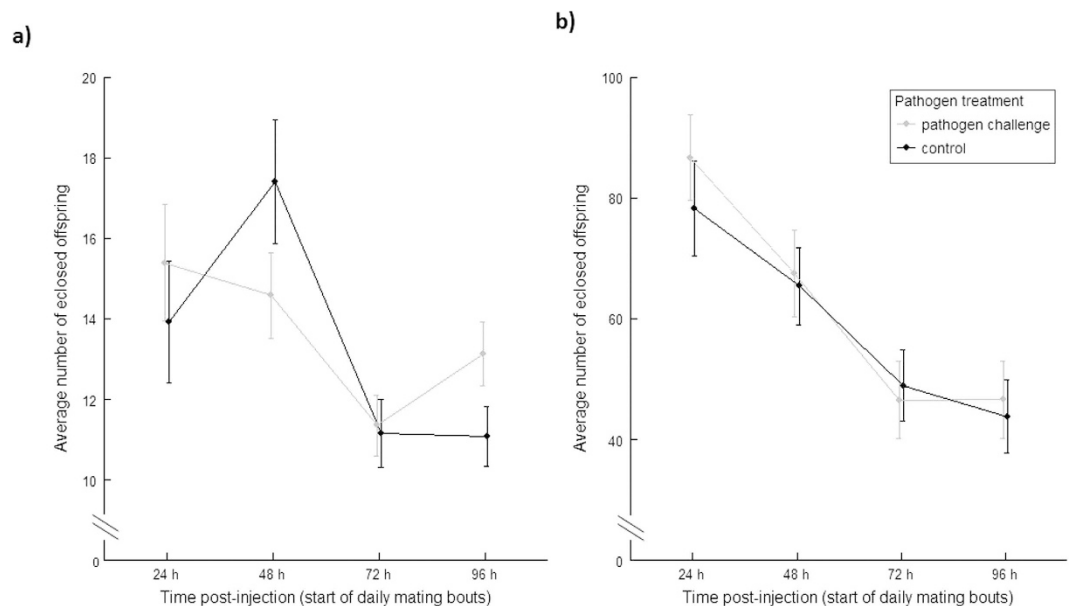 a)
20
18
16
14
12
10
0
Average number of eclosed offspring
24 h
48 h
72 h
96 h
Time post-injection (start of daily mating bouts)
b)
100
80
60
40
0
Average number of eclosed offspring
24 h
48 h
72 h
96 h
Time post-injection (start of daily mating bouts)
Pathogen treatment
pathogen challenge
control